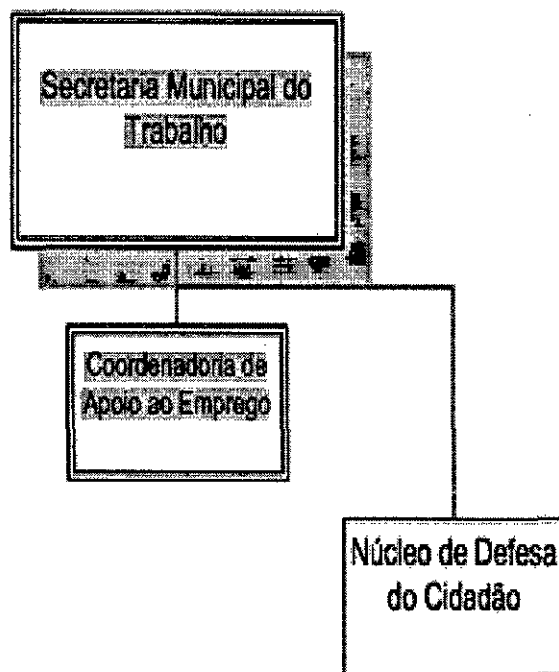 Secretaria Municipal do
Trabalho
Coordenadoria de
Apoio ao Emprego
Núcleo de Defesa
do Cidadão